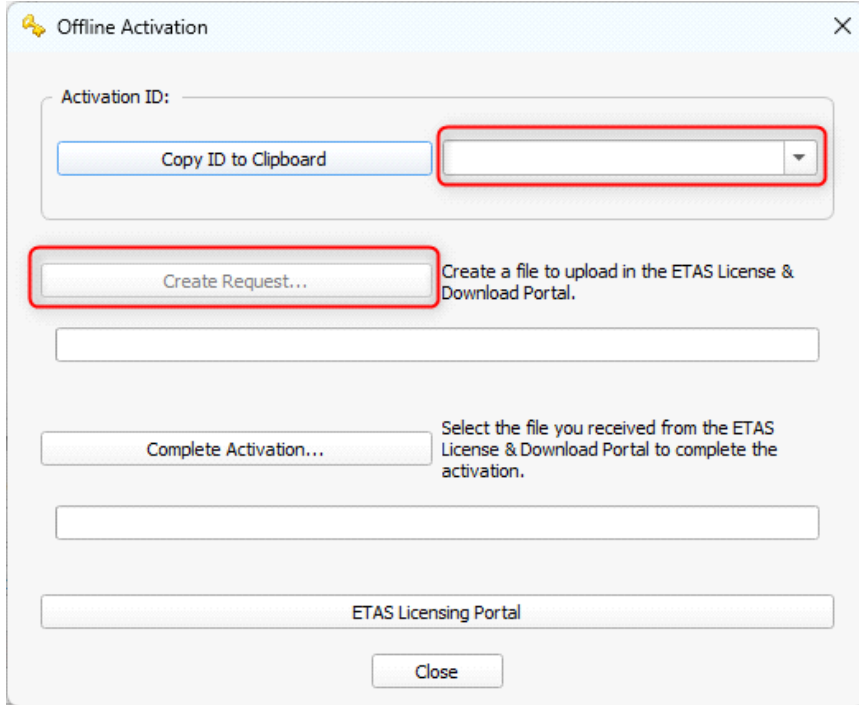 Offline Activation
Activation ID:
Copy ID to Clipboard
Create Request...
Create a file to upload in the ETAS License &
Download Portal.
Complete Activation...
Select the file you received from the ETAS
License & Download Portal to complete the
activation.
ETAS Licensing Portal
Close